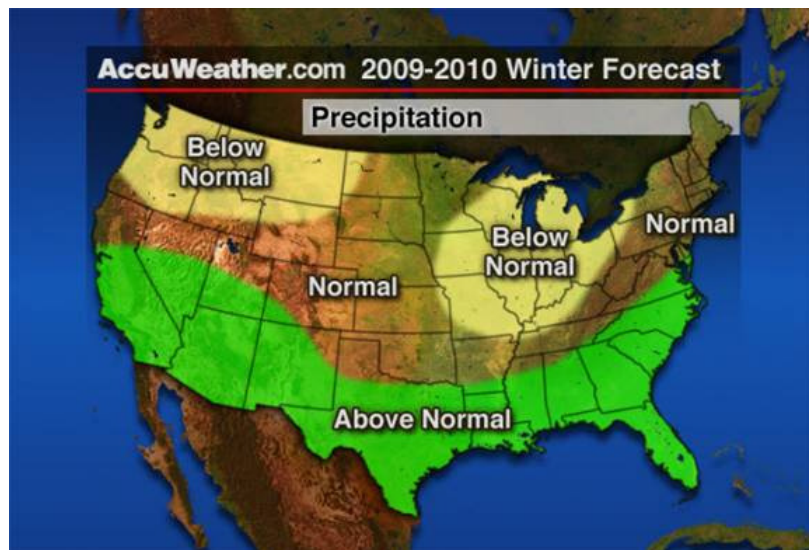 AccuWeather.com 2009-2010 Winter Forecast
Precipitation
Below
Normal
Below
Normal
Normal
Normal
Above Normal